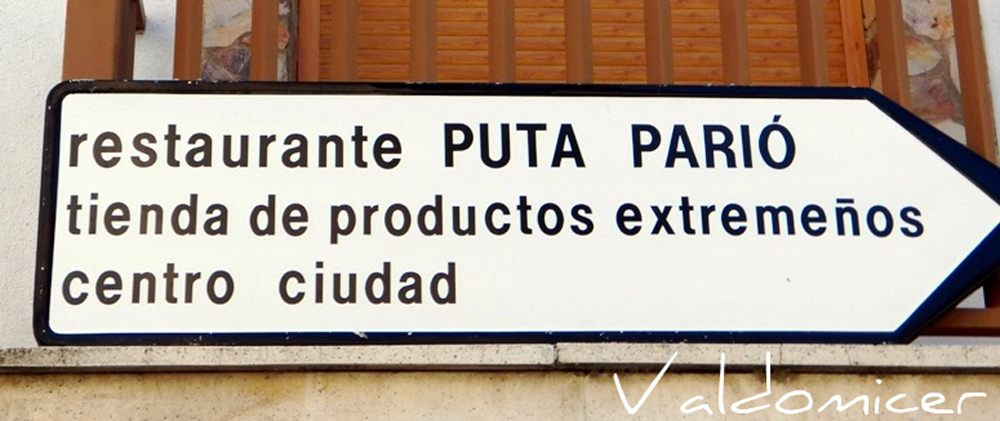 restaurante PUTA PARIÓ
tienda de productos extremeños
centro ciudad
Valdomicer